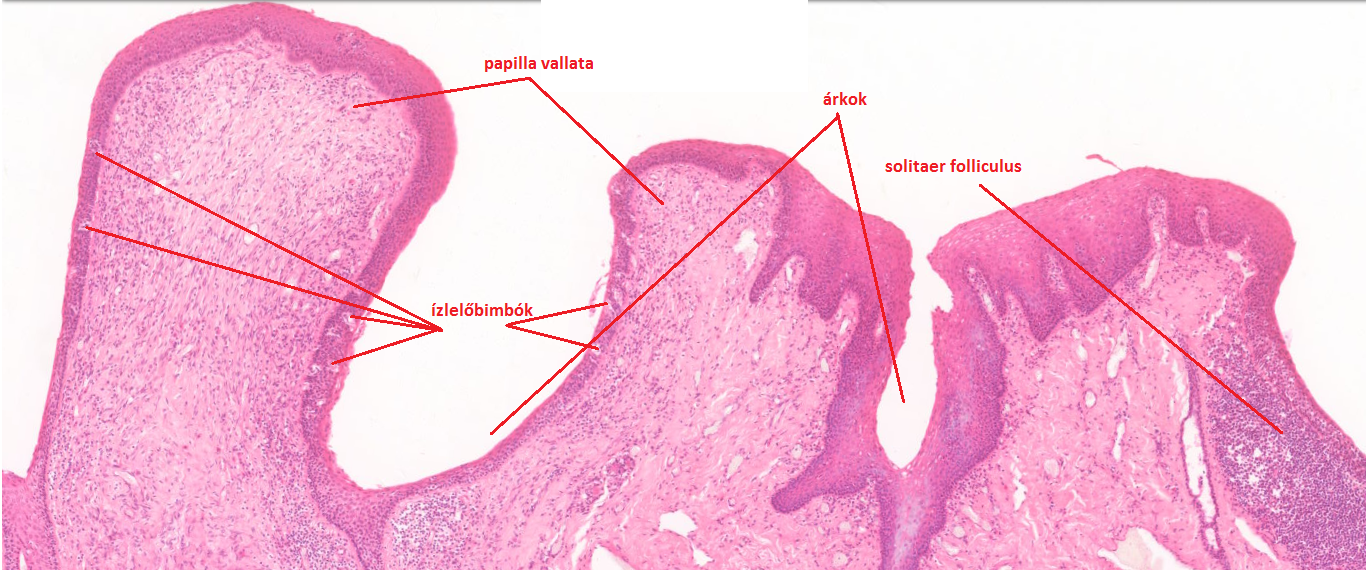 papilla vallata
árkok
solitaer folliculus
ízlelőbimbók